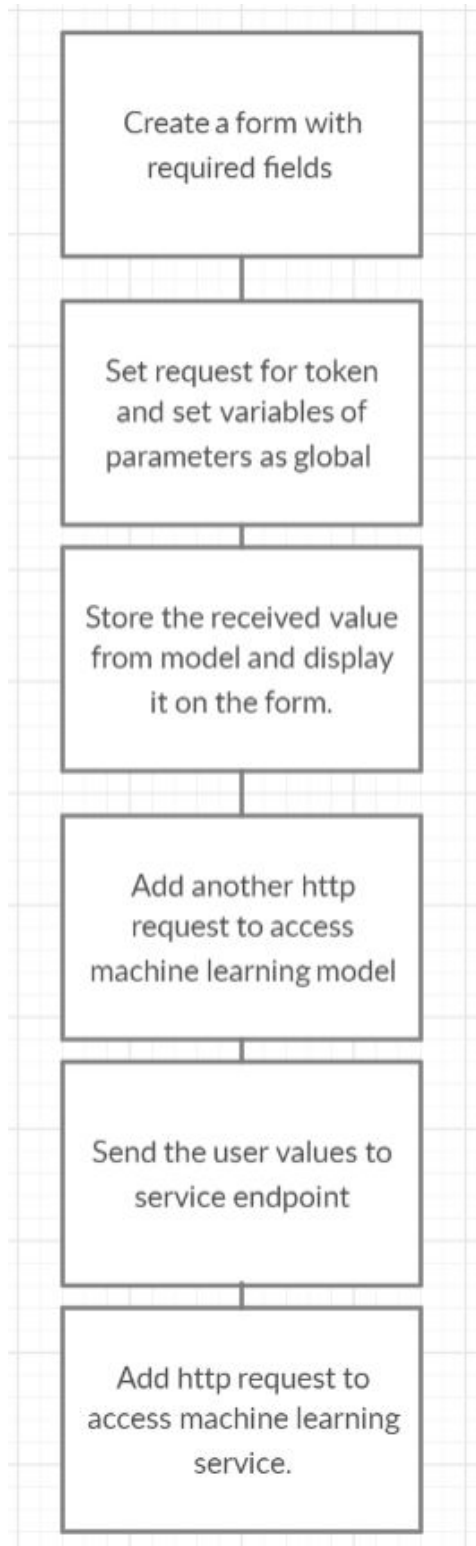 Create a form with
required fields
Set request for token
and set variables of
parameters as global
Store the received value
from model and display
it on the form.
Add another http
request to access
machine learning model
Send the user values to
service endpoint
Add http request to
access machine learning
service.